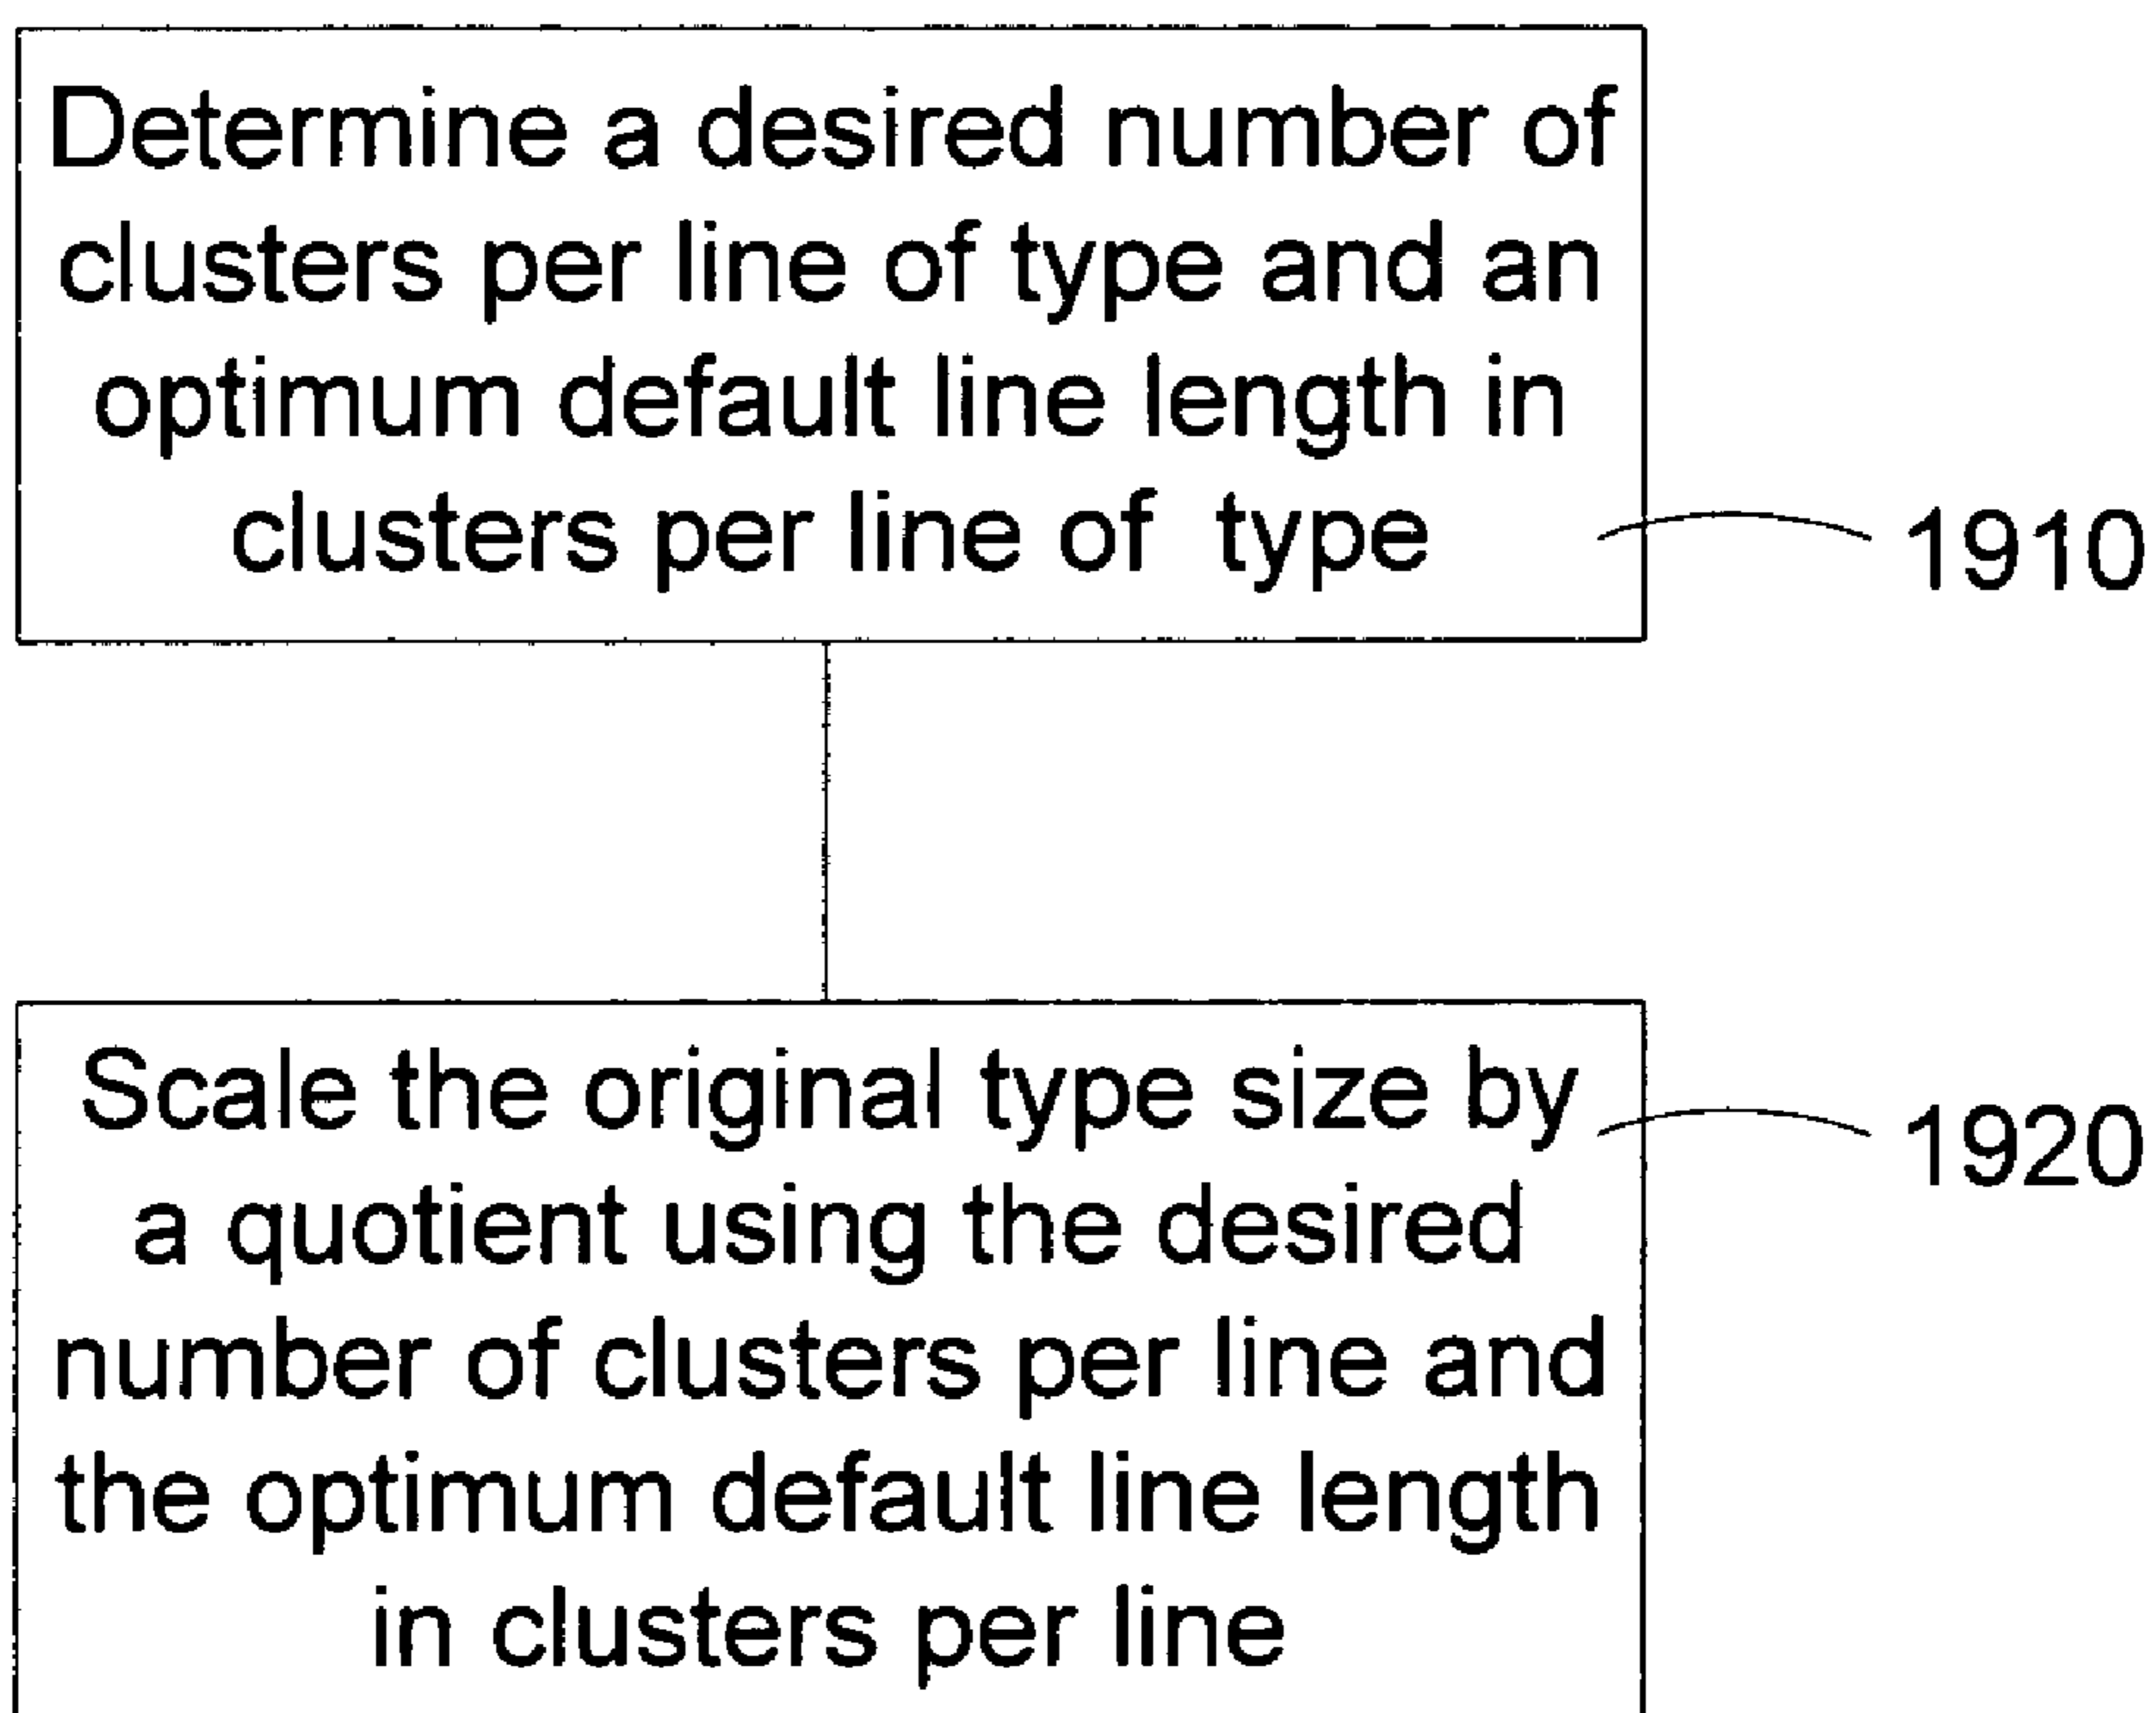 Determine a desired number of
clusters per line of type and an
optimum default line length in
clusters per line of type
1910
Scale the original type size by
1920
a quotient using the desired
number of clusters per line and
the optimum default line length
in clusters per line